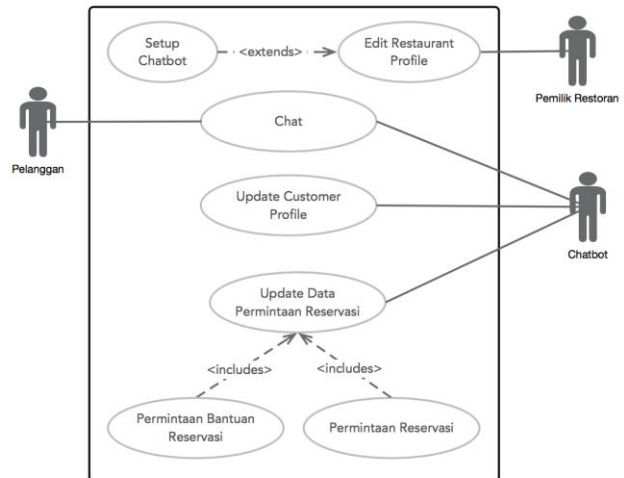 Setup
Chatbot
<extends>
Edit Restaurant
Profile
Pemilik Restoran
Chat
Pelanggan
Update Customer
Profile
Chatbot
Update Data
Permintaan Reservasi
<includes>
<includes>
Permintaan Bantuan
Reservasi
Permintaan Reservasi